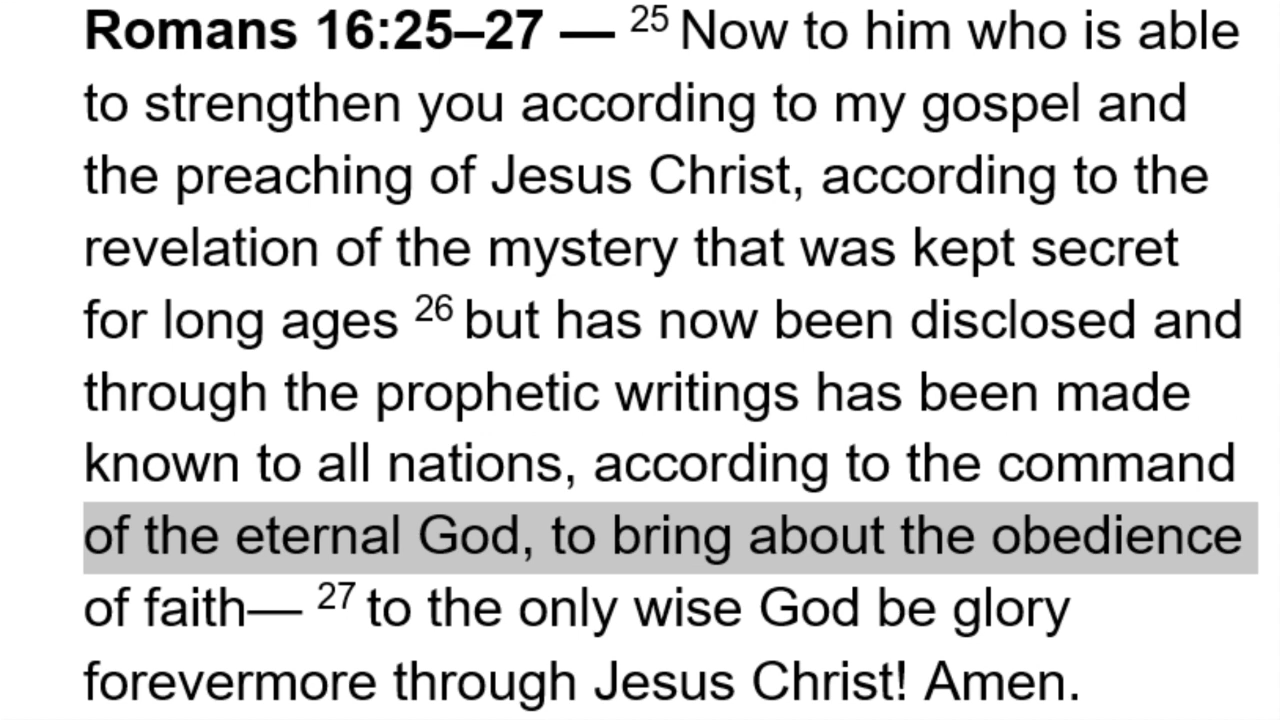 Romans 16:25–27 — 25 Now to him who is able
to strengthen you according to my gospel and
the preaching of Jesus Christ, according to the
revelation of the mystery that was kept secret
for long ages 26 but has now been disclosed and
through the prophetic writings has been made
known to all nations, according to the command
of the eternal God, to bring about the obedience
of faith— 27 to the only wise God be glory
forevermore through Jesus Christ! Amen.